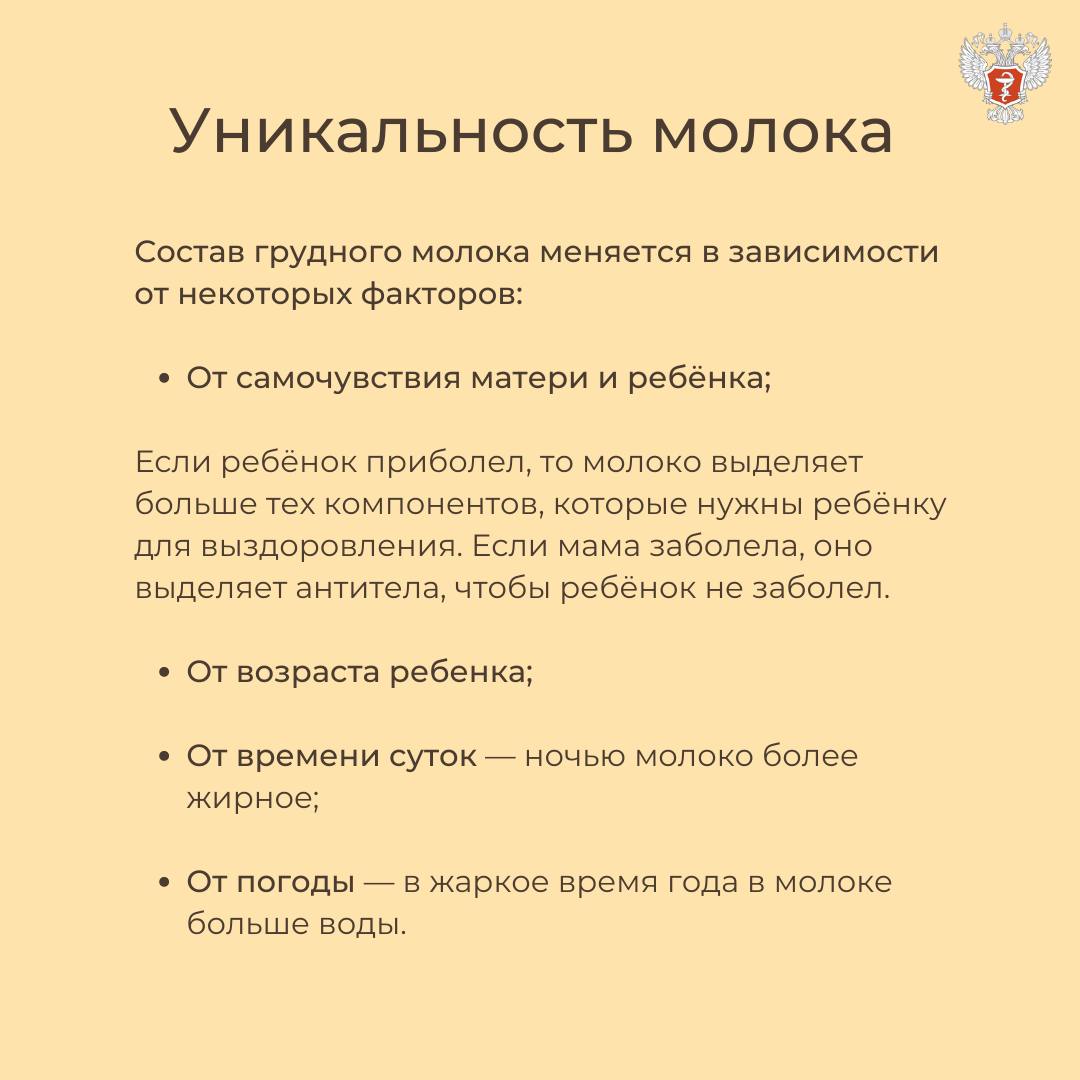 Уникальность молока
Состав грудного молока меняется в зависимости
от некоторых факторов:
• От самочувствия матери и ребёнка;
Если ребёнок приболел, то молоко выделяет
больше тех компонентов, которые нужны ребёнку
для выздоровления. Если мама заболела, оно
выделяет антитела, чтобы ребёнок не заболел.
• От возраста ребенка;
• От времени суток — ночью молоко более
жирное;
• От погоды — в жаркое время года в молоке
больше воды.